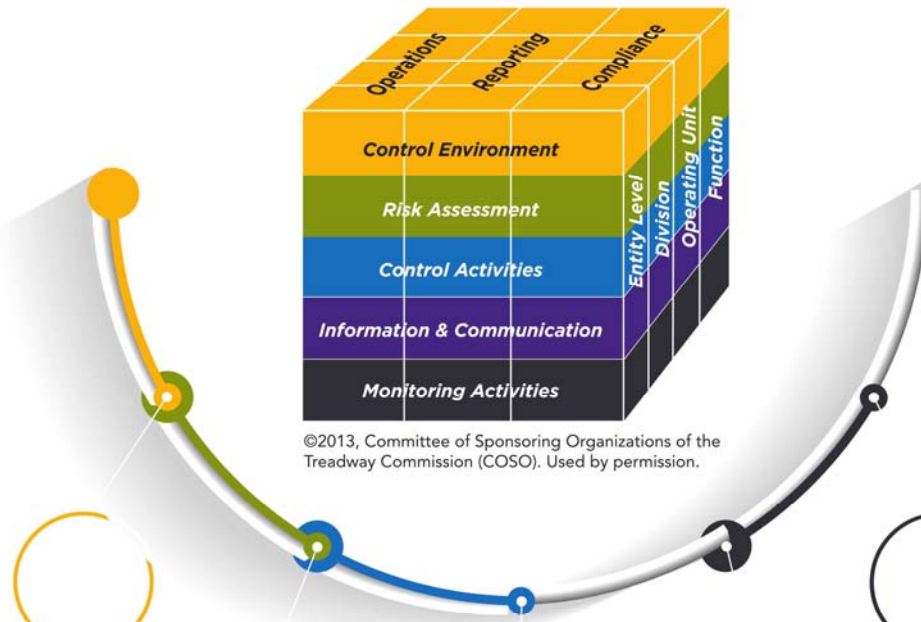 Operations
Reporting
Compliance
Control Environment
Risk Assessment
Control Activities
Information & Communication
Monitoring Activities
Entity Level
Division
Operating Unit
Function
©2013, Committee of Sponsoring Organizations of the
Treadway Commission (COSO). Used by permission.